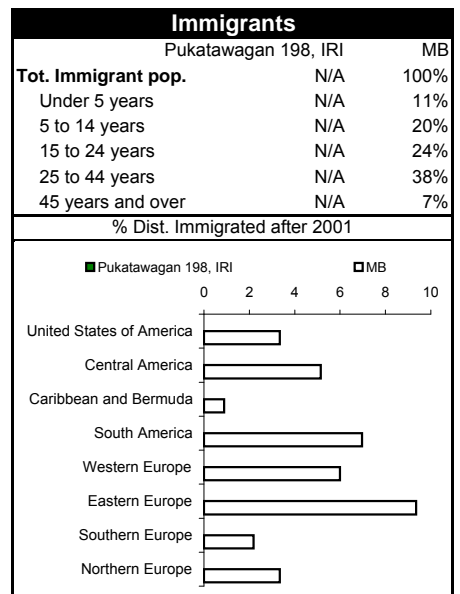 Immigrants
Pukatawagan 198, IRI MB
Tot. Immigrant pop. N/A 100%
Under 5 years N/A 11%
5 to 14 years N/A 20%
15 to 24 years N/A 24%
25 to 44 years N/A 38%
45 years and over N/A 7%
% Dist. Immigrated after 2001
Pukatawagan 198, IRI MB
0 2 4 6 8 10
United States of America
Central America
Caribbean and Bermuda
South America
Western Europe
Eastern Europe
Southern Europe
Northern Europe